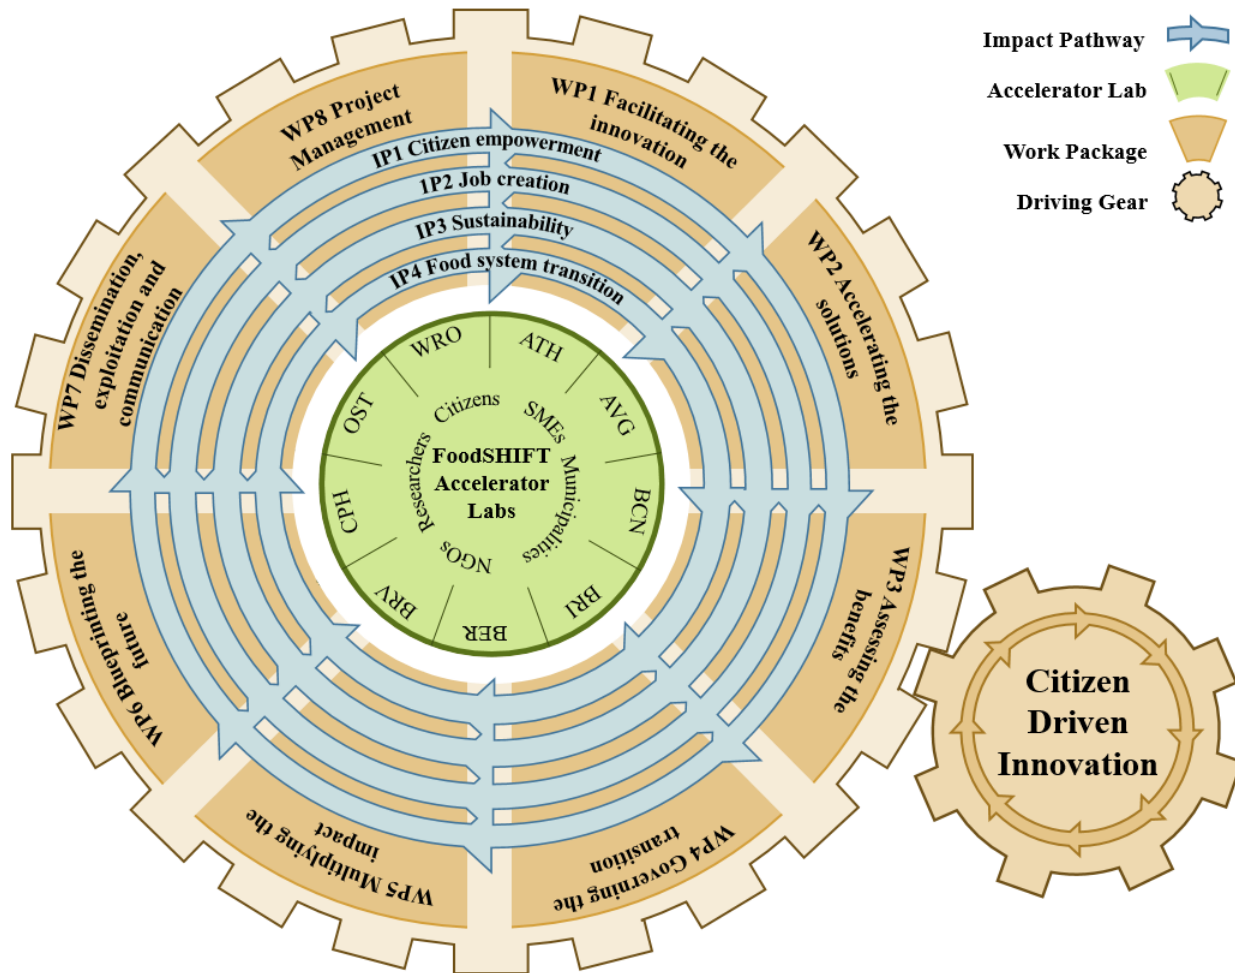 Impact Pathway
Accelerator Lab
Work Package
Driving Gear
WP8 Project
Management
WP1 Facilitating the
innovation
WP2 Accelerating the
solutions
WP3 Assessing the
benefits
WP4 Governing the
transition
WP5 Multiplying the
impact
WP6 Blueprinting the
future
WP7 Dissemination,
exploitation and
communication
IP1 Citizen empowerment
1P2 Job creation
IP3 Sustainability
IP4 Food system transition
WRO
ATH
AVG
BCN
BRI
BER
BRV
CPH
OST
Citizens
SMEs
Municipalities
NGOs
Researchers
FoodSHIFT
Accelerator
Labs
Citizen
Driven
Innovation